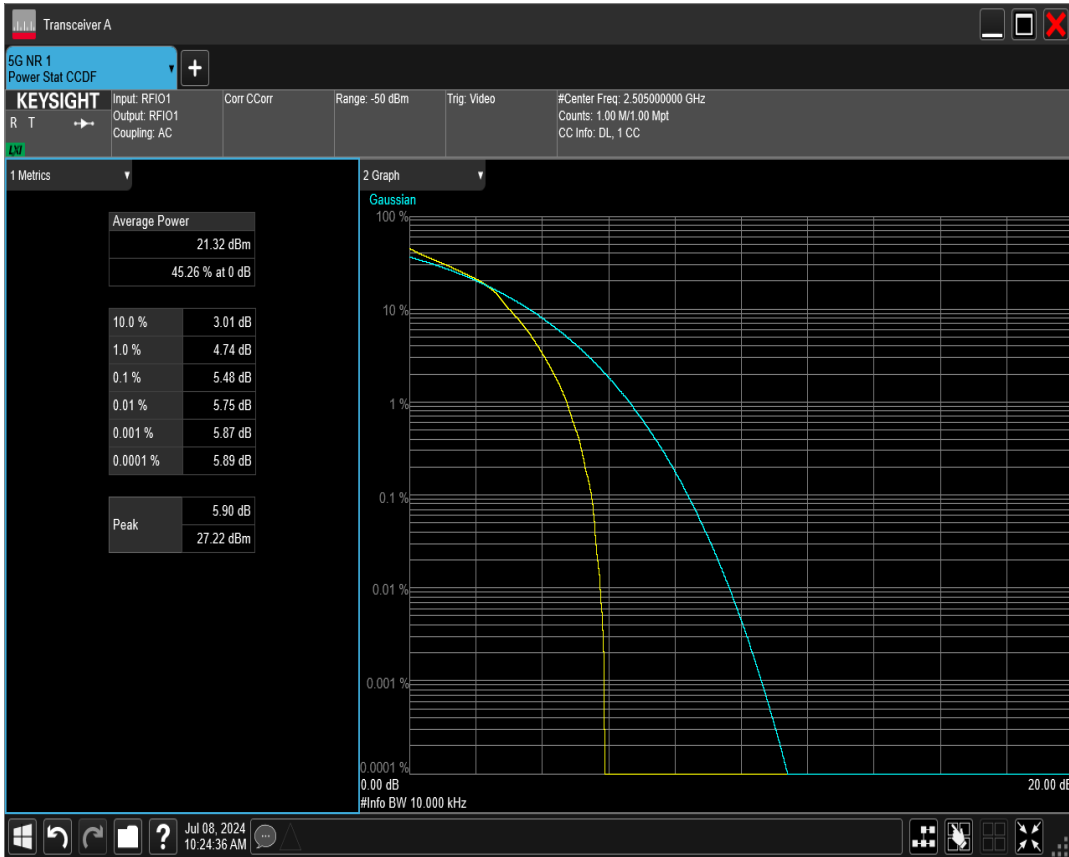 Transceiver A
5G NR 1
Power Stat CCDF
+
KEYSIGHT
R T
LXI
Input: RFIO1
Output: RFIO1
Coupling: AC
Corr CCorr
Range: -50 dBm
Trig: Video
#Center Freq: 2.505000000 GHz
Counts: 1.00 M/1.00 Mpt
CC Info: DL, 1 CC
1 Metrics
Average Power
21.32 dBm
45.26 % at 0 dB
10.0 % 3.01 dB
1.0 % 4.74 dB
0.1 % 5.48 dB
0.01 % 5.75 dB
0.001 % 5.87 dB
0.0001 % 5.89 dB
Peak 5.90 dB
27.22 dBm
2 Graph
Gaussian
100 %
10 %
1 %
0.1 %
0.01 %
0.001 %
0.0001 %
0.00 dB 20.00 dB
#Info BW 10.000 kHz
?
Jul 08, 2024
10:24:36 AM